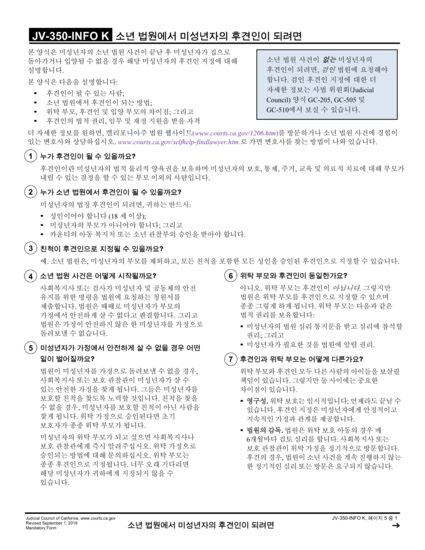 JV-350-INFO K 소년 법원에서 미성년자의 후견인이 되려면
본 양식은 미성년자의 소년 법원 사건이 끝난 후 미성년자가 집으로
돌아가거나 입양될 수 없을 경우 해당 미성년자의 후견인 지정에 대해
설명합니다.
본 양식은 다음을 설명합니다:
• 후견인이 될 수 있는 사람;
• 소년 법원에서 후견인이 되는 방법;
• 위탁 부모, 후견인 및 입양 부모의 차이점; 그리고
• 후견인의 법적 권리, 임무 및 재정 지원을 받을 자격
소년 법원 사건이 없는 미성년자의
후견인이 되려면, 검인 법원에 요청해야
합니다. 검인 후견인 지정에 대한 더
자세한 정보는 사법 위원회(Judicial
Council) 양식 GC-205, GC-505 및
GC-510에서 보실 수 있습니다.
더 자세한 정보를 원하면, 캘리포니아주 법원 웹사이트(www.courts.ca.gov/1206.htm)를 방문하거나 소년 법원 사건에 경험이
있는 변호사와 상담하십시오. www.courts.ca.gov/selfhelp-findlawyer.htm.로 가면 변호사를 찾는 방법이 나와 있습니다.
1 누가 후견인이 될 수 있을까요?
후견인이란 미성년자의 법적 물리적 양육권을 보유하며 미성년자의 보호, 통제, 주거, 교육 및 의료적 치료에 대해 부모가
내릴 수 있는 결정을 할 수 있는 부모 이외의 사람입니다.
2 누가 소년 법원에서 후견인이 될 수 있을까요?
미성년자의 법정 후견인이 되려면, 귀하는 반드시:
• 성인이어야 합니다 (18 세 이상);
• 미성년자의 부모가 아니어야 합니다; 그리고
• 카운티의 아동 복지처 또는 소년 관찰부의 승인을 받아야 합니다.
3 친척이 후견인으로 지정될 수 있을까요?
예. 소년 법원은, 미성년자의 부모를 제외하고, 모든 친척을 포함한 모든 성인을 승인된 후견인으로 지정할 수 있습니다.
4 소년 법원 사건은 어떻게 시작될까요?
사회복지사 또는 검사가 미성년자 및 공동체의 안전
유지를 위한 명령을 법원에 요청하는 청원서를
제출합니다. 법원은 때때로 미성년자가 부모의
가정에서 안전하게 살 수 없다고 판결합니다. 그리고
법원은 가정이 안전하지 않은 한 미성년자를 가정으로
돌려보낼 수 없습니다.
5 미성년자가 가정에서 안전하게 살 수 없을 경우 어떤
일이 벌어질까요?
법원이 미성년자를 가정으로 돌려보낼 수 없을 경우,
사회복지사 또는 보호 관찰관이 미성년자가 살 수
있는 안전한 가정을 찾게 됩니다. 그들은 미성년자를
보호할 친척을 찾도록 노력할 것입니다. 친척을 찾을
수 없을 경우, 미성년자를 보호할 친척이 아닌 사람을
찾게 됩니다. 위탁 가정으로 승인된다면 초기
보호자가 종종 위탁 부모가 됩니다.
미성년자의 위탁 부모가 되고 싶으면 사회복지사나
보호 관찰관에게 즉시 알려주십시오. 위탁 가정으로
승인되는 방법에 대해 문의하십시오. 위탁 부모는
종종 후견인으로 지정됩니다. 너무 오래 기다리면
해당 미성년자가 귀하에게 지정되지 않을 수
있습니다.
6 위탁 부모와 후견인이 동일한가요?
아니오, 위탁 부모는 후견인이 아닙니다. 그렇지만
법원은 위탁 부모를 후견인으로 지정할 수 있으며
종종 그렇게 하게 됩니다. 위탁 부모는 다음과 같은
법적 권리를 보유합니다:
• 미성년자의 법원 심리 통지문을 받고 심리에 참석할
권리; 그리고
• 미성년자가 필요한 것을 법원에 알릴 권리.
7 후견인과 위탁 부모는 어떻게 다른가요?
위탁 부모와 후견인 모두 다른 사람의 아이들을 보살필
책임이 있습니다. 그렇지만 둘 사이에는 중요한
차이점이 있습니다.
• 영구성. 위탁 보호는 일시적입니다; 언제라도 끝날 수
있습니다. 후견인 지정은 미성년자에게 안정적이고
지속적인 가정과 관계를 제공합니다.
• 법원의 감독. 법원은 위탁 보호 아동의 경우 매
6개월마다 검토 심리를 합니다. 사회복지사 또는
보호 관찰관이 위탁 가정을 정기적으로 방문합니다.
후견의 경우, 법원이 소년 사건을 계속 진행하지 않는
한 정기적인 심리 또는 방문은 요구되지 않습니다.
Judicial Council of California, www.courts.ca.gov
Revised September 1, 2016
Mandatory Form
소년 법원에서 미성년자의 후견인이 되려면
JV-350-INFO K, 페이지 5 중 1